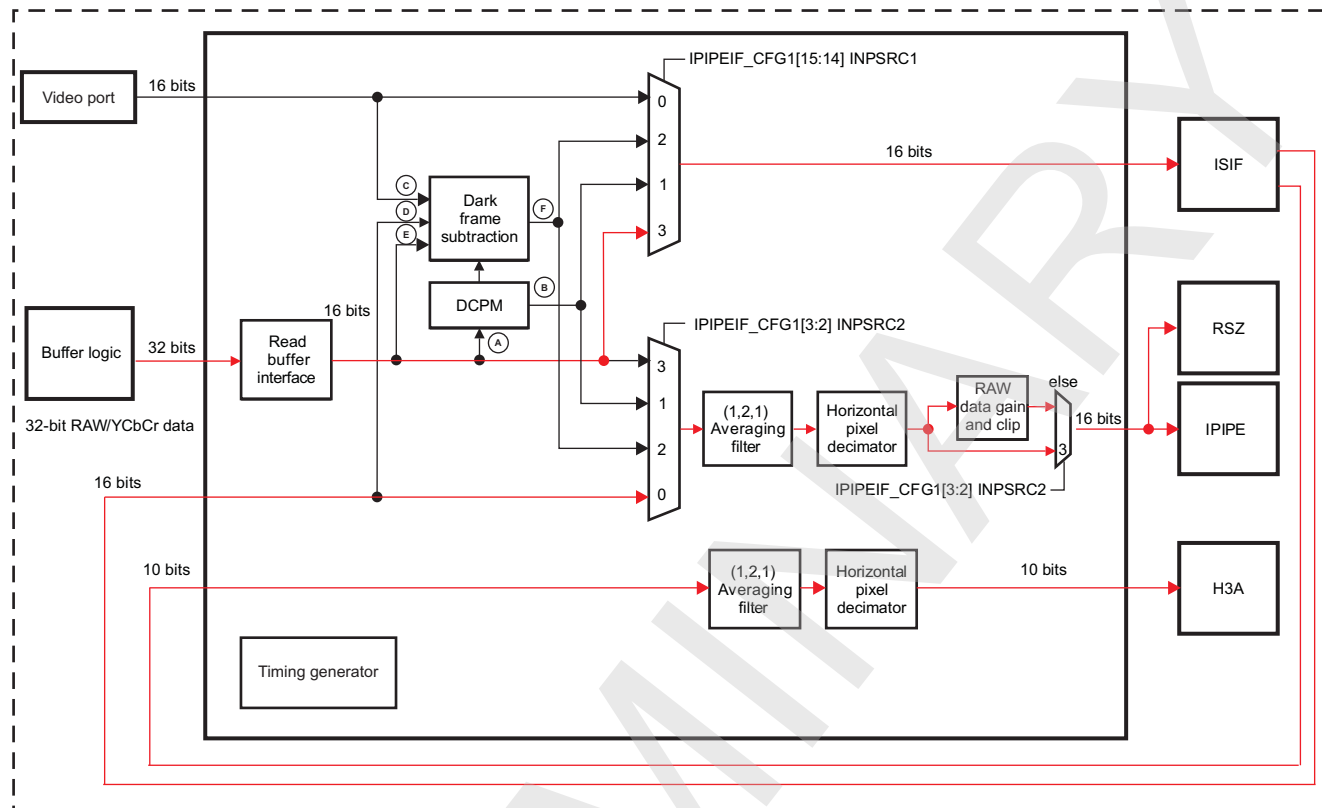 IPIPEIF_CFG1[15:14] INPSRC1
16 bits
Video port
0
2
1
3
16 bits
ISIF
C
D
E
Dark
frame
subtraction
F
DCPM
B
A
16 bits
Buffer logic
32 bits
Read
buffer
interface
32-bit RAW/YCbCr data
IPIPEIF_CFG1[3:2] INPSRC2
3
1
2
0
(1,2,1)
Averaging
filter
Horizontal
pixel
decimator
RAW
data gain
and clip
else
3
16 bits
IPIPEIF_CFG1[3:2] INPSRC2
RSZ
IPIPE
16 bits
10 bits
(1,2,1)
Averaging
filter
Horizontal
pixel
decimator
10 bits
H3A
Timing generator
MINARY